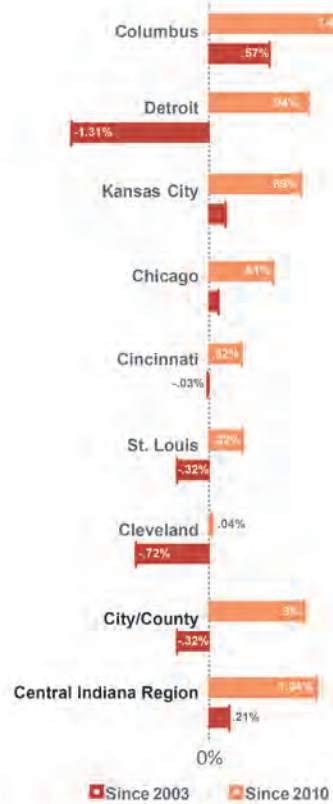 Columbus
.57%
Detroit
.94%
-1.31%
Kansas City
.89%
Chicago
.61%
Cincinnati
.32%
-.03%
St. Louis
.32%
-.32%
Cleveland
.04%
-.72%
City/County
.9%
-.32%
Central Indiana Region
1.04%
.21%
0%
Since 2003 Since 2010